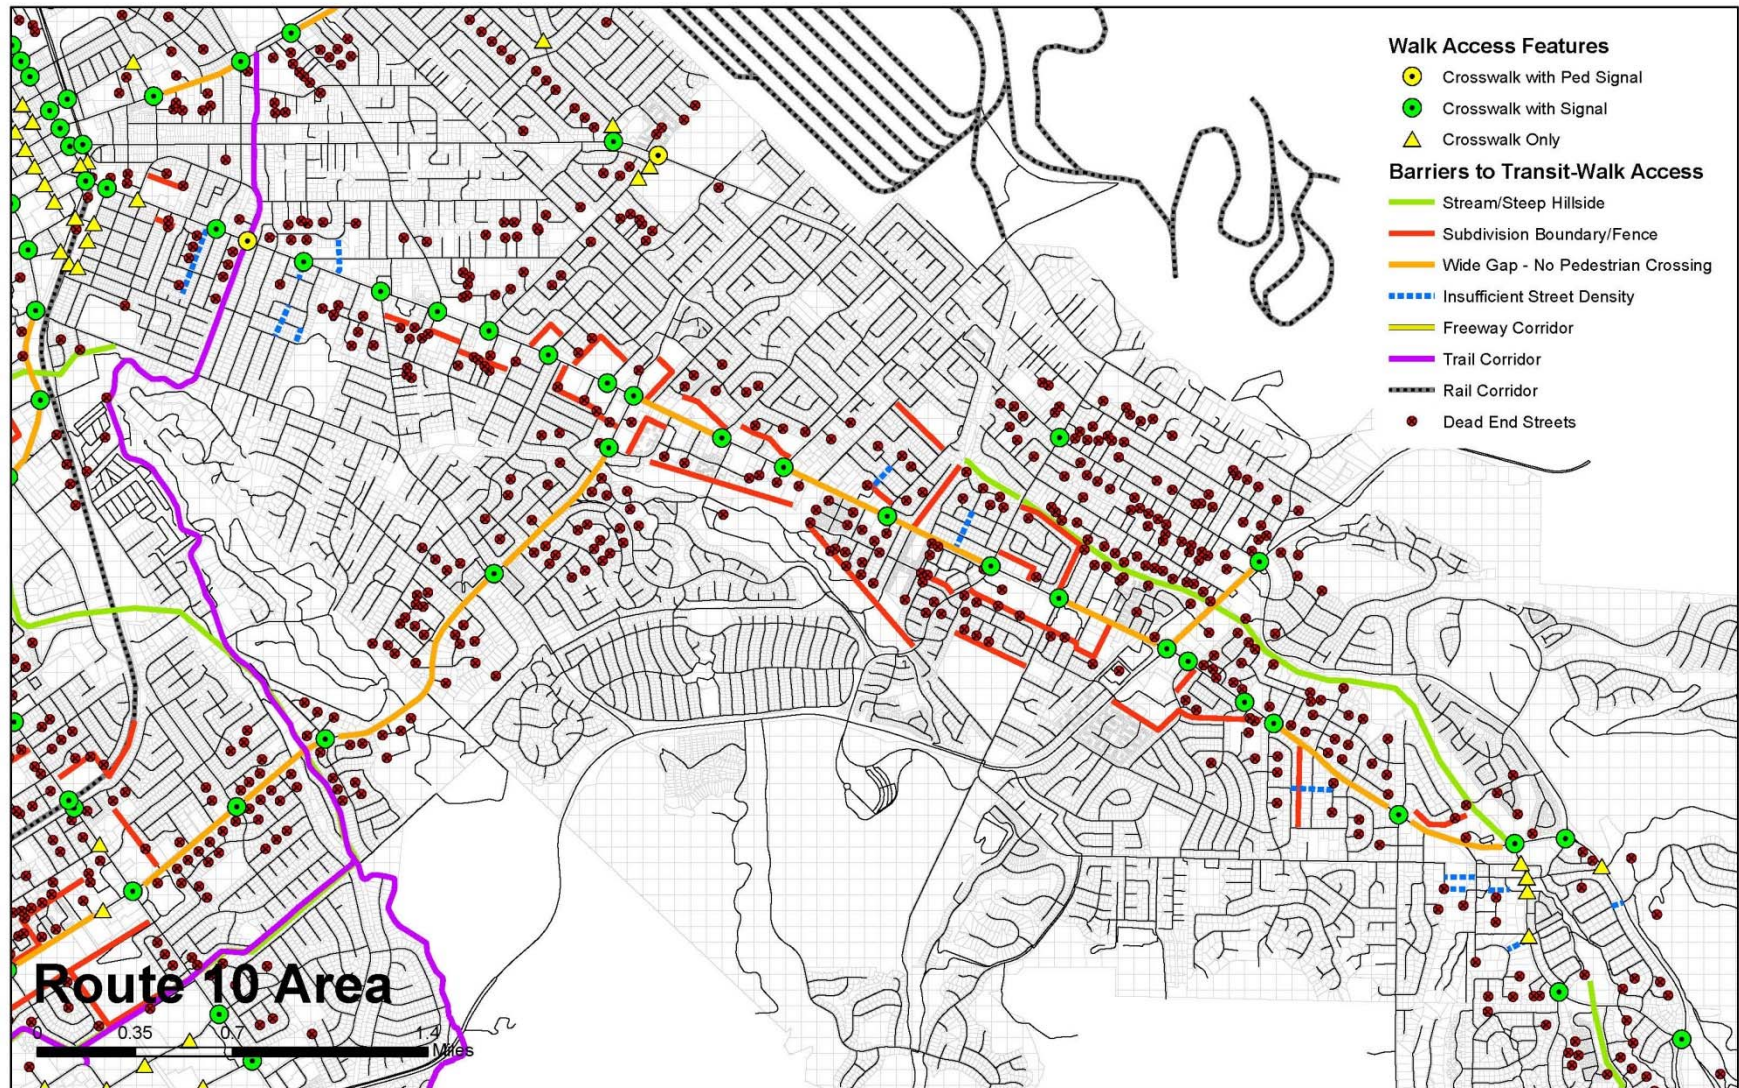 Walk Access Features
Crosswalk with Ped Signal
Crosswalk with Signal
Crosswalk Only
Barriers to Transit-Walk Access
Stream/Steep Hillside
Subdivision Boundary/Fence
Wide Gap - No Pedestrian Crossing
Insufficient Street Density
Freeway Corridor
Trail Corridor
Rail Corridor
Dead End Streets
Route 10 Area
0 0.35 0.7 1.4
Miles